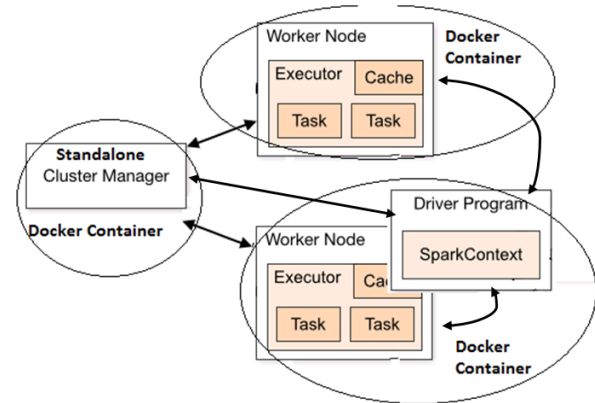 Worker Node
Docker
Container
Executor
Cache
Task
Task
Standalone
Cluster Manager
Docker Container
Driver Program
SparkContext
Worker Node
Executor
Task
Task
Docker
Container